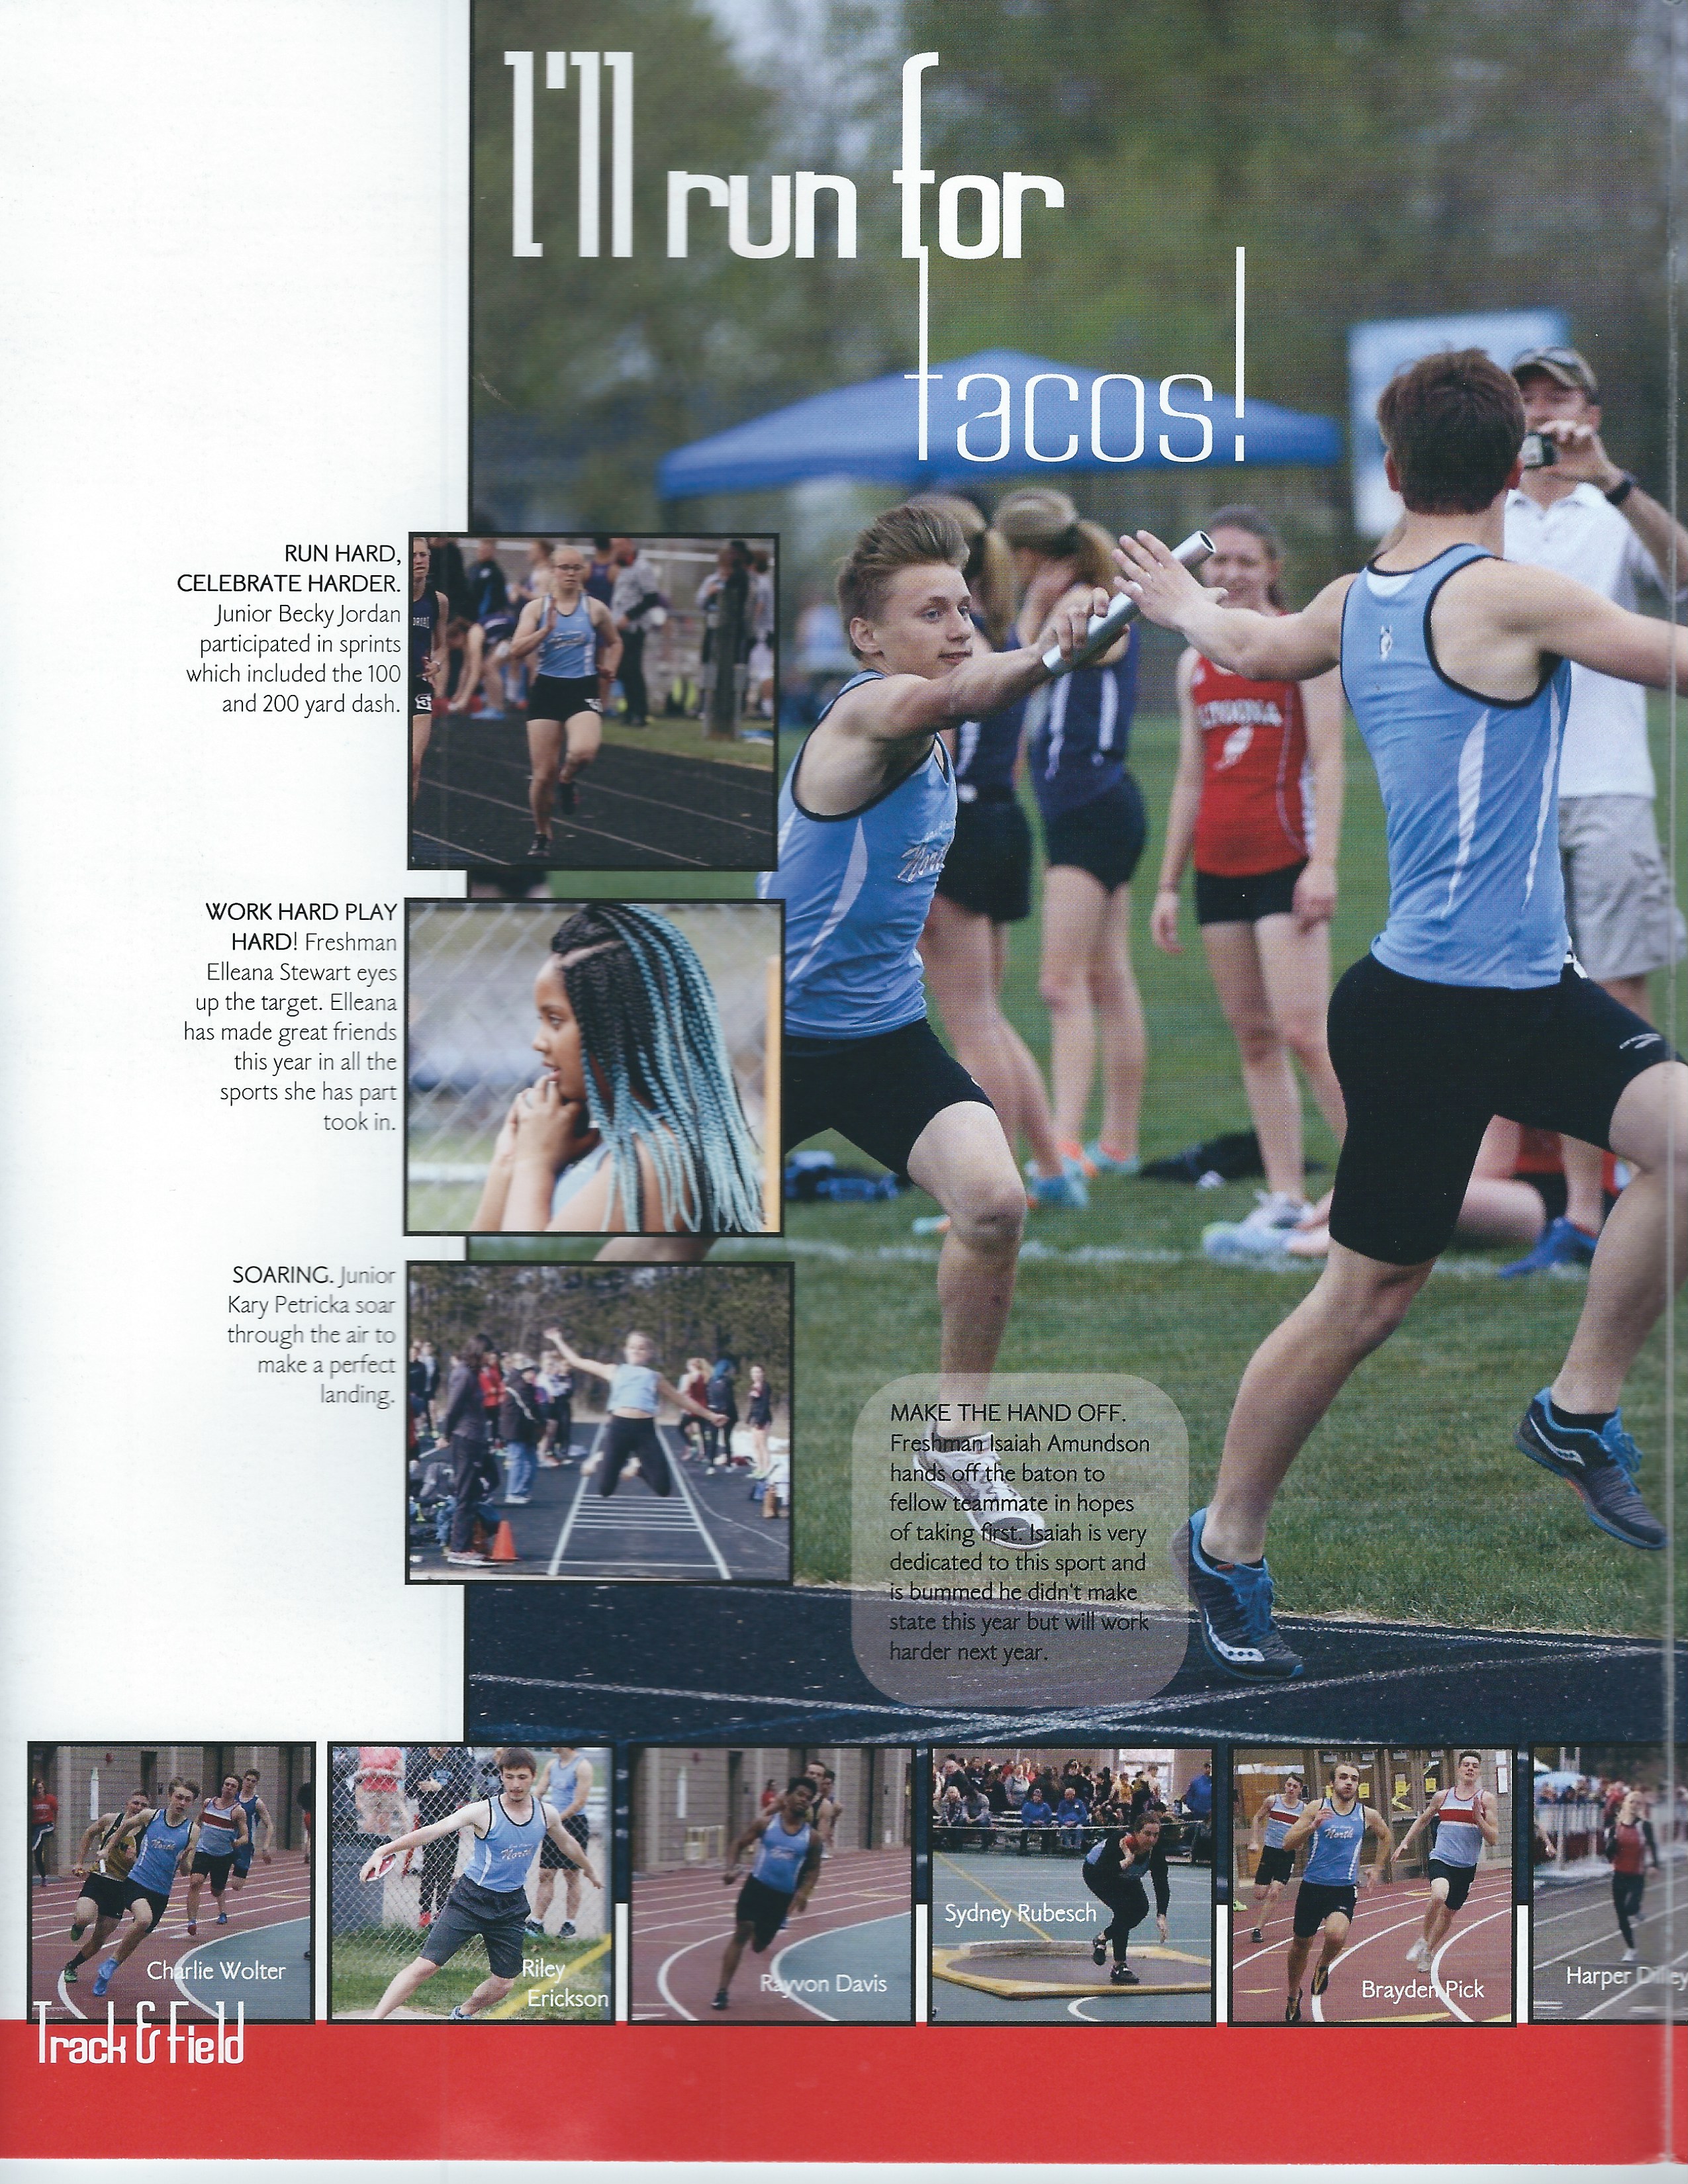 I'll run for
tacos!
RUN HARD,
CELEBRATE HARDER.
Junior Becky Jordan
participated in sprints
which included the 100
and 200 yard dash.
WORK HARD PLAY
HARD! Freshman
Elleana Stewart eyes
up the target. Elleana
has made great friends
this year in all the
sports she has part
took in.
SOARING. Junior
Kary Petricka soar
through the air to
make a perfect
landing.
North
MAKE THE HAND OFF.
Freshman Isaiah Amundson
hands off the baton to
fellow teammate in hopes
of taking first. Isaiah is very
dedicated to this sport and
is bummed he didn't make
state this year but will work
harder next year.
Charlie Wolter
Riley
Erickson
Rayvon Davis
Sydney Rubesch
Brayden Pick
Harper Dilley
North
North
North
Track & Field